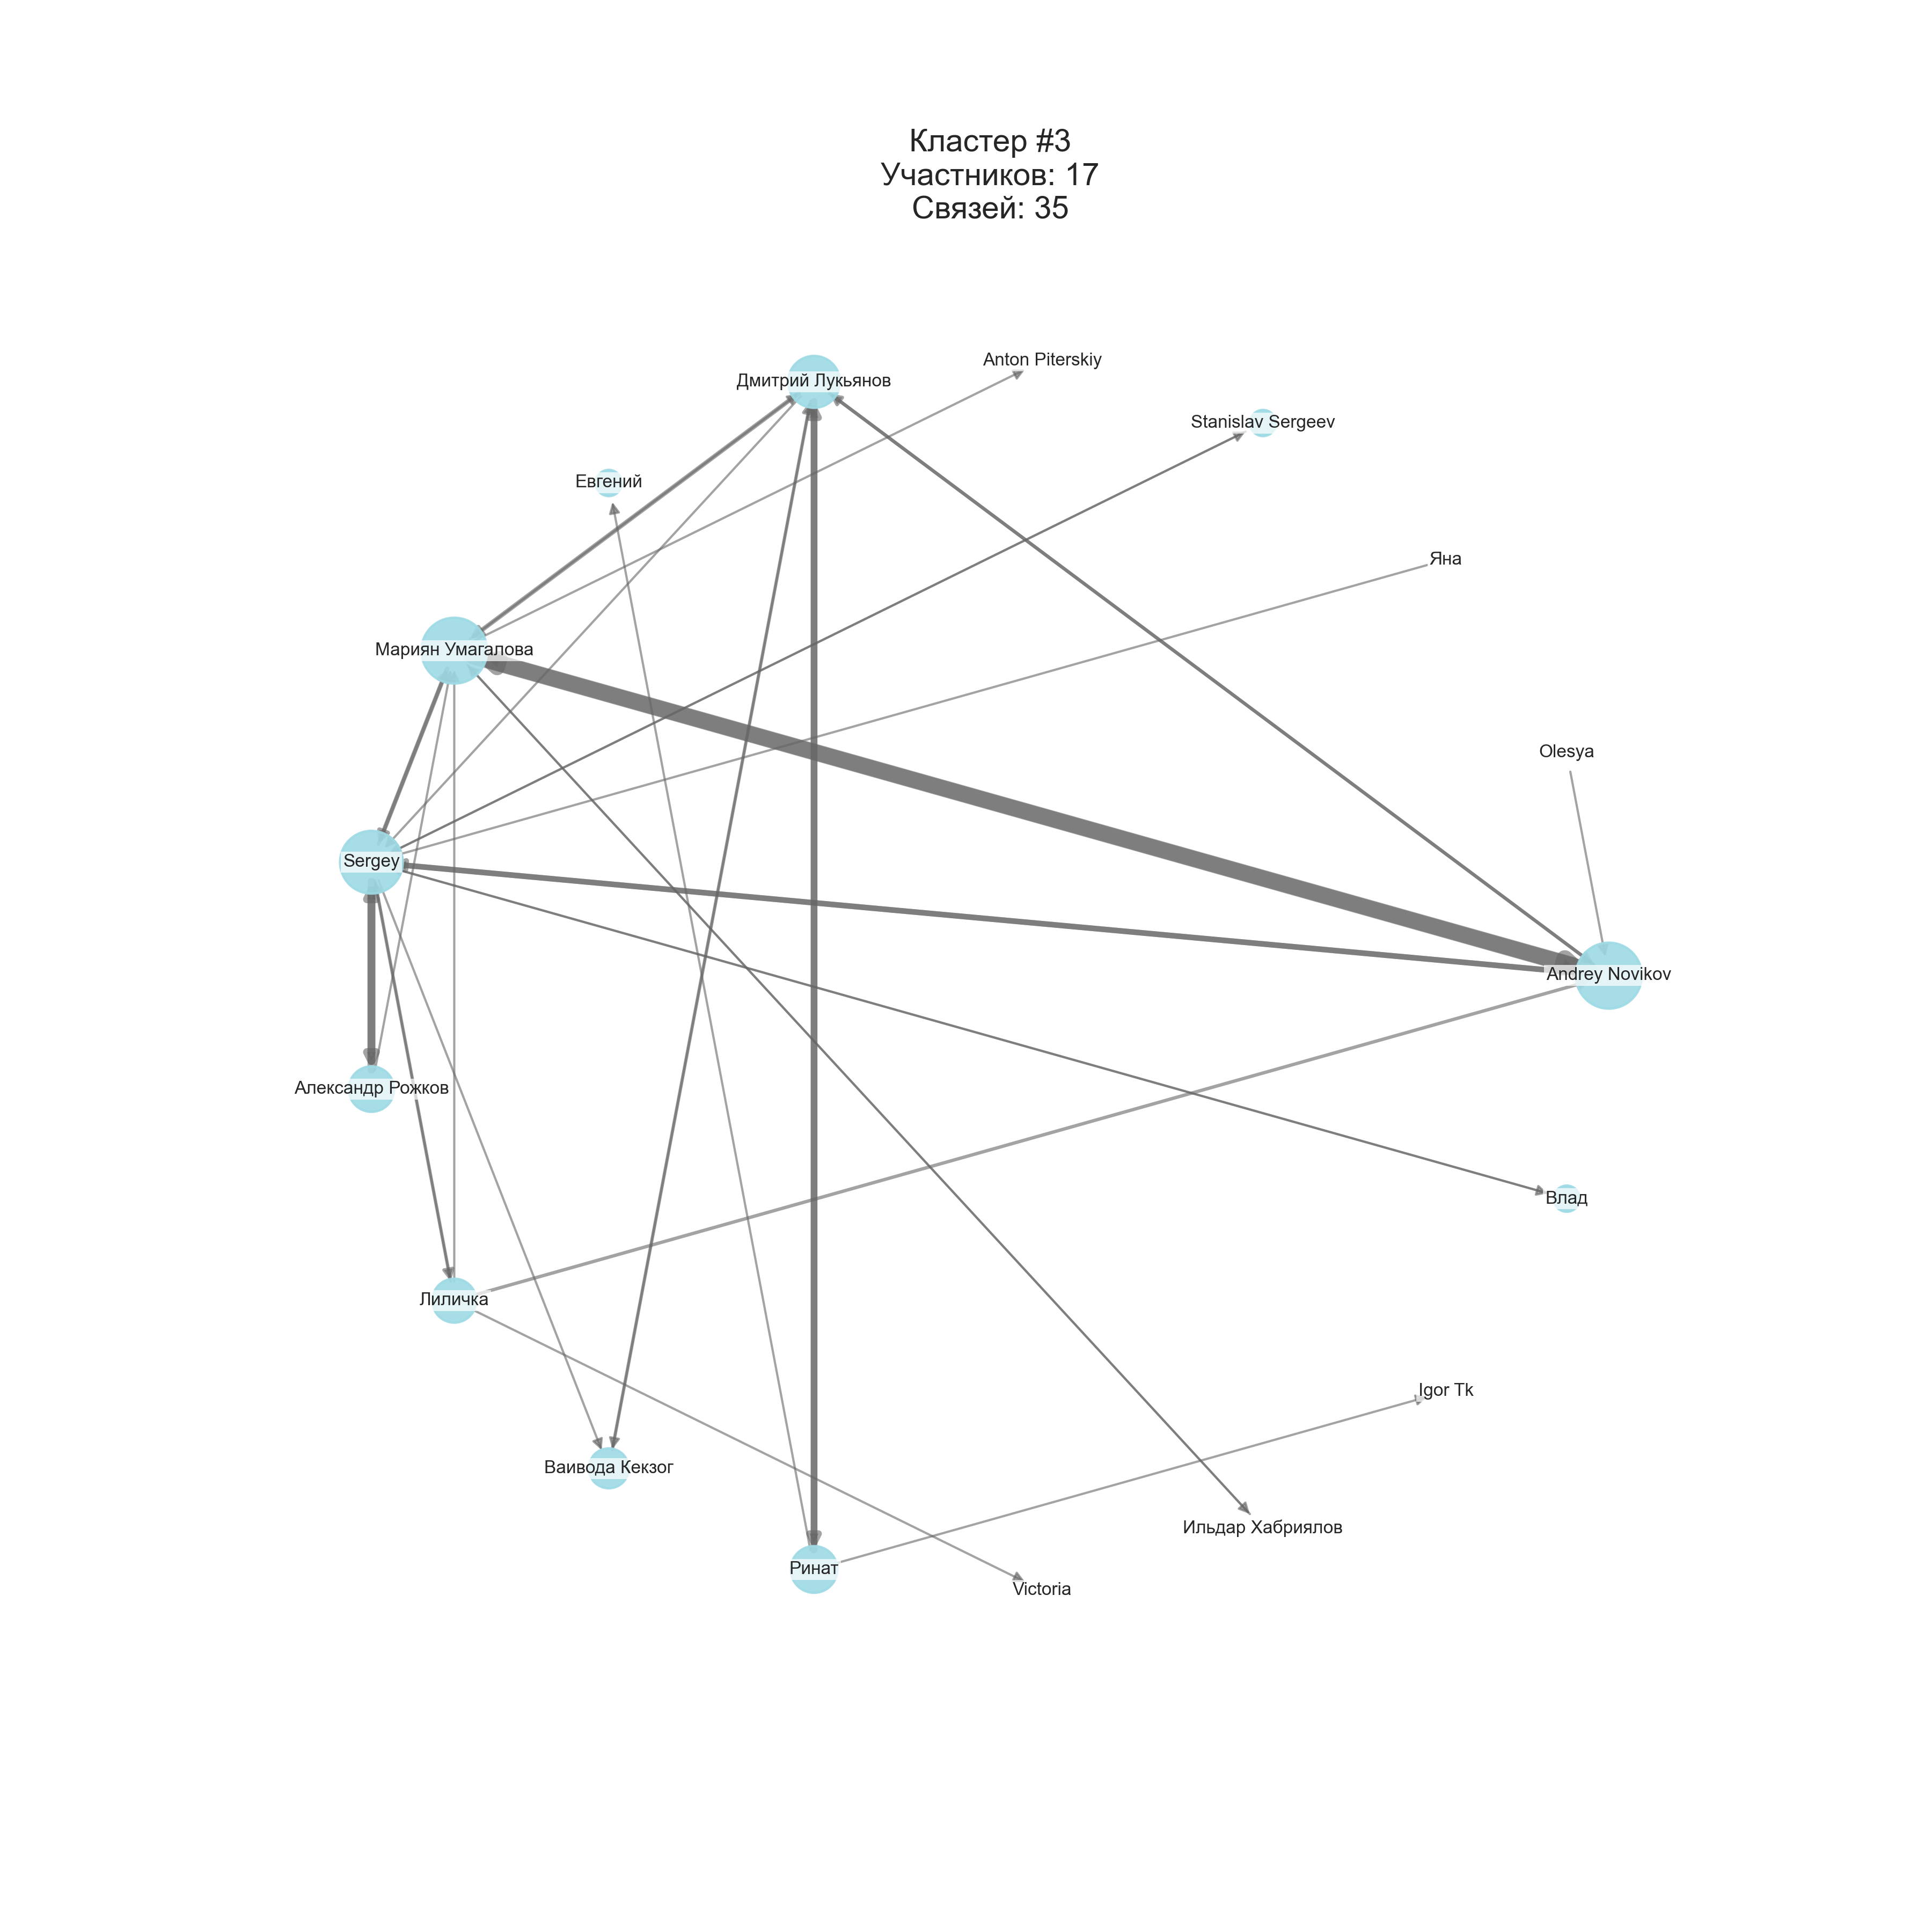 Кластер #3
Участников: 17
Связей: 35
Anton Piterskiy
Дмитрий Лукьянов
Stanislav Sergeev
Евгений
Яна
Мариян Умагалова
Olesya
Sergey
Andrey Novikov
Александр Рожков
Влад
Лиличка
Igor Tk
Ваивода Кекзог
Ильдар Хабриялов
Ринат
Victoria